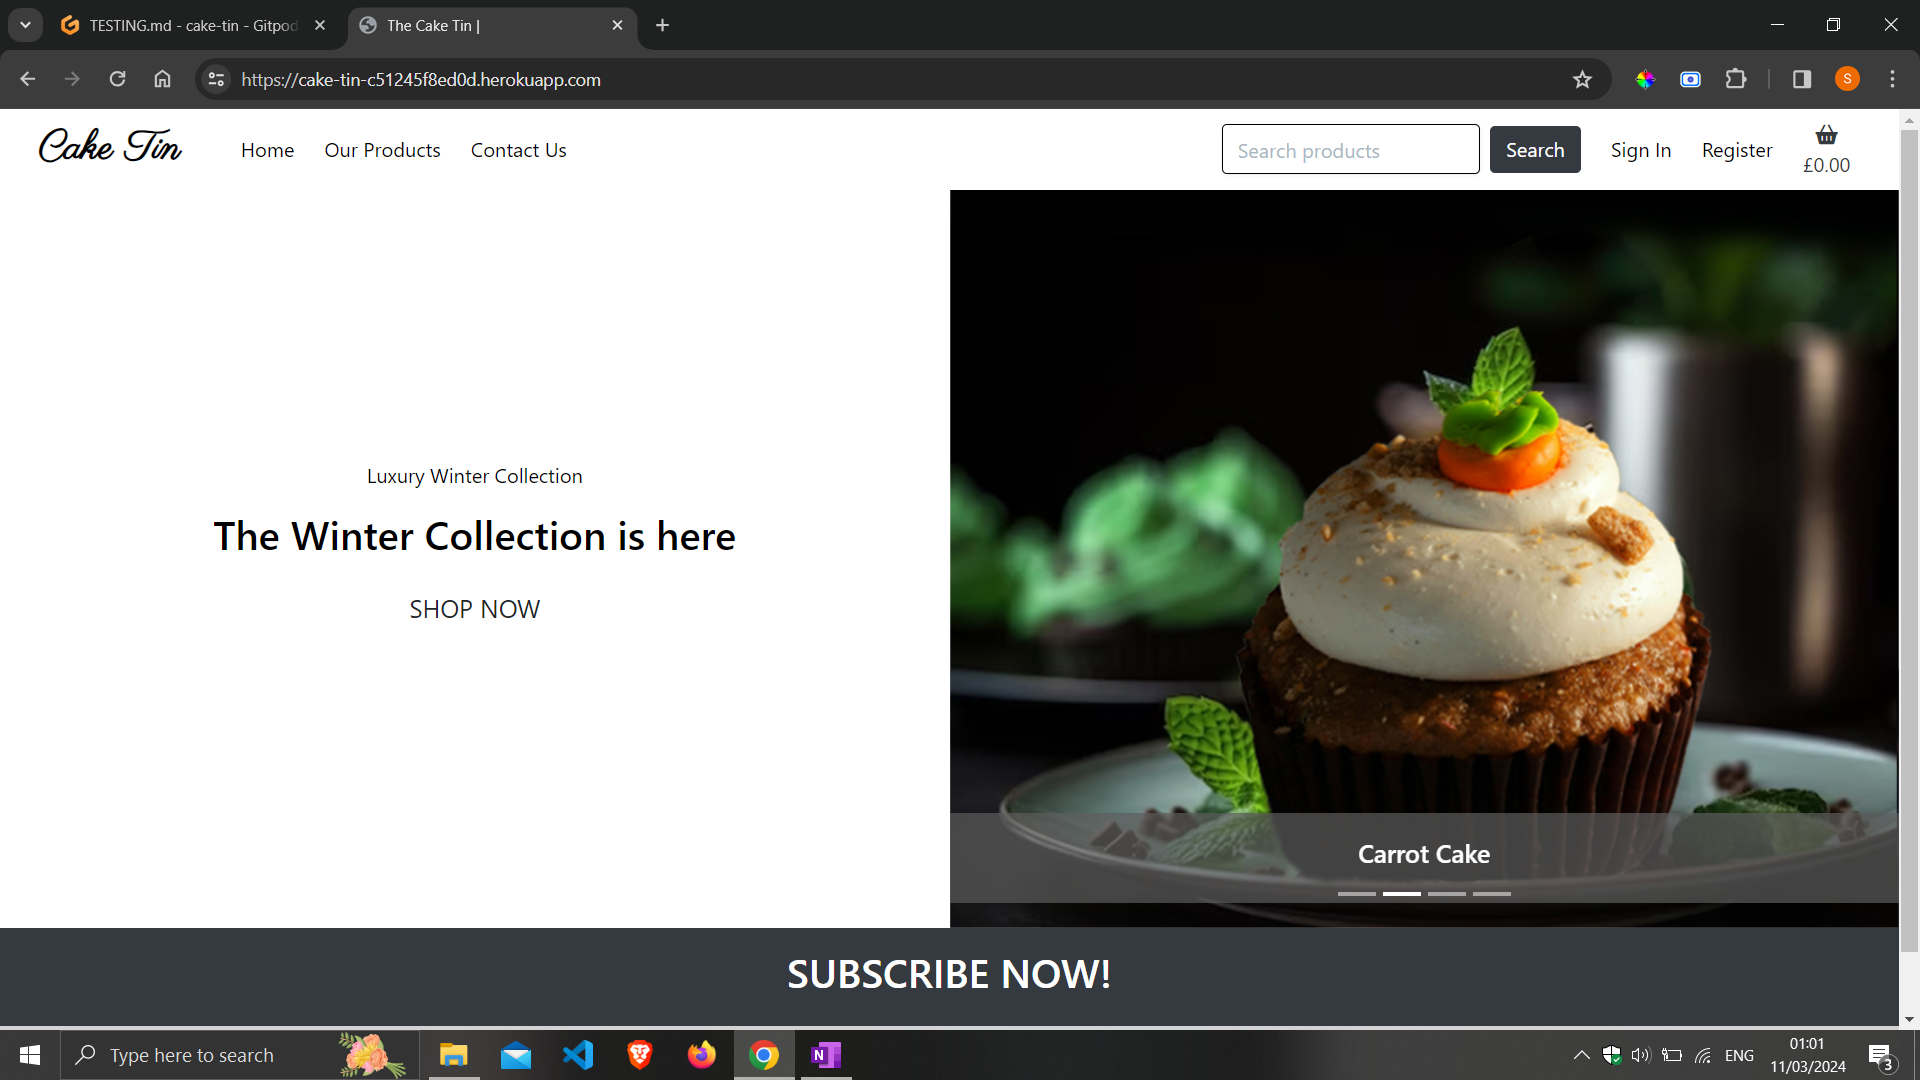 TESTING.md - cake-tin - Gitpod
The Cake Tin |
https://cake-tin-c51245f8ed0d.herokuapp.com
S
Cake Tin
Home
Our Products
Contact Us
Search products
Search
Sign In
Register
£0.00
Luxury Winter Collection
The Winter Collection is here
SHOP NOW
Carrot Cake
SUBSCRIBE NOW!
Type here to search
N
ENG
01:01
11/03/2024
3